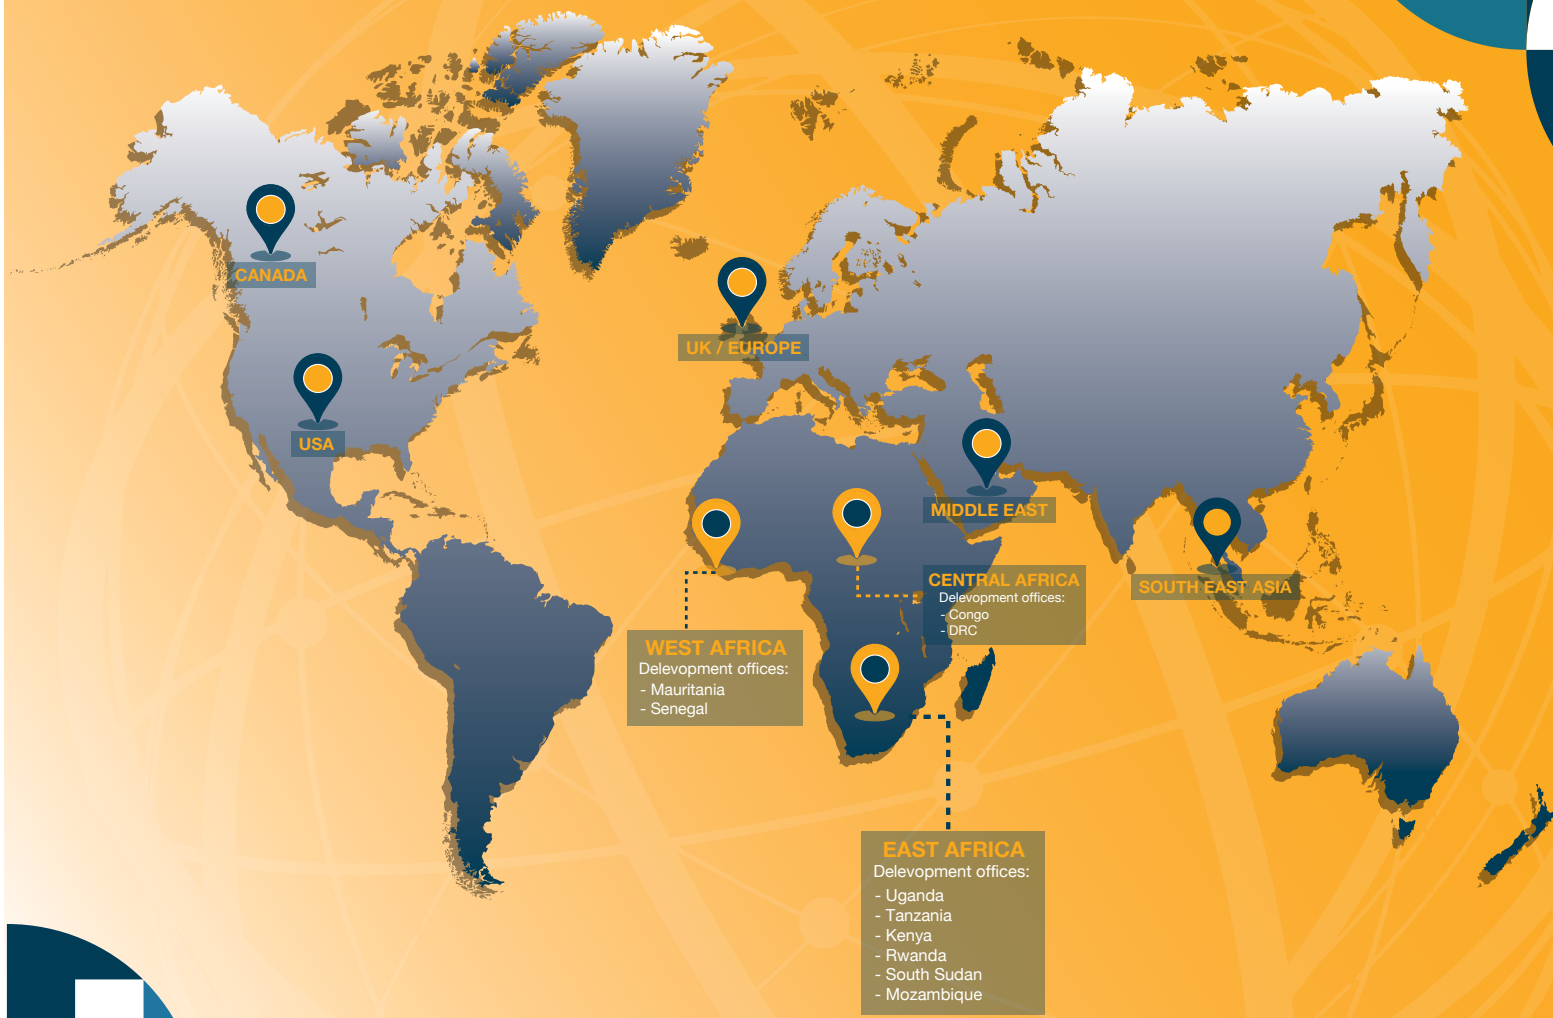 CANADA
UK / EUROPE
USA
MIDDLE EAST
SOUTH EAST ASIA
CENTRAL AFRICA
Delevopment offices:
- Congo
- DRC
WEST AFRICA
Delevopment offices:
- Mauritania
- Senegal
EAST AFRICA
Delevopment offices:
- Uganda
- Tanzania
- Kenya
- Rwanda
- South Sudan
- Mozambique